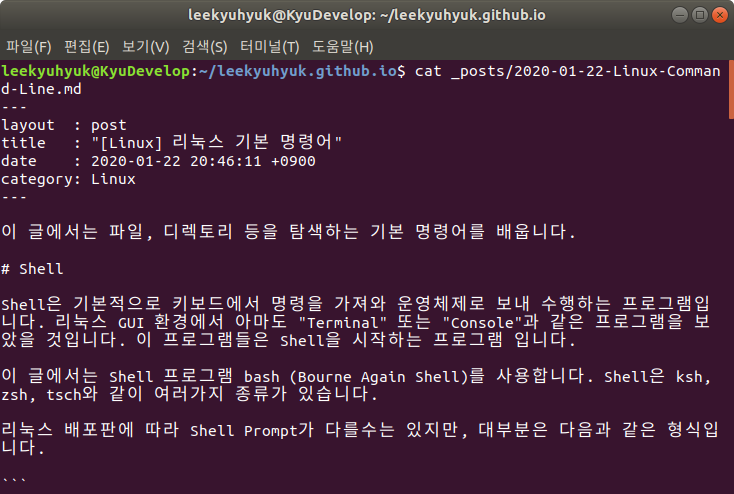 leekyuhyuk@KyuDevelop: ~/leekyuhyuk.github.io
파일(F) 편집(E) 보기(V) 검색(S) 터미널(T) 도움말(H)
leekyuhyuk@KyuDevelop:~/leekyuhyuk.github.io$ cat _posts/2020-01-22-Linux-Comman
d-Line.md
---
layout  : post
title   : "[Linux] 리눅스 기본 명령어"
date    : 2020-01-22 20:46:11 +0900
category: Linux
---
이 글에서는 파일, 디렉토리 등을 탐색하는 기본 명령어를 배웁니다.
# Shell
Shell은 기본적으로 키보드에서 명령을 가져와 운영체제로 보내 수행하는 프로그램입
니다. 리눅스 GUI 환경에서 아마도 "Terminal" 또는 "Console"과 같은 프로그램을 보
았을 것입니다. 이 프로그램들은 Shell을 시작하는 프로그램 입니다.
이 글에서는 Shell 프로그램 bash (Bourne Again Shell)를 사용합니다. Shell은 ksh,
zsh, tsch와 같이 여러가지 종류가 있습니다.
리눅스 배포판에 따라 Shell Prompt가 다를수는 있지만, 대부분은 다음과 같은 형식입
니다.
```